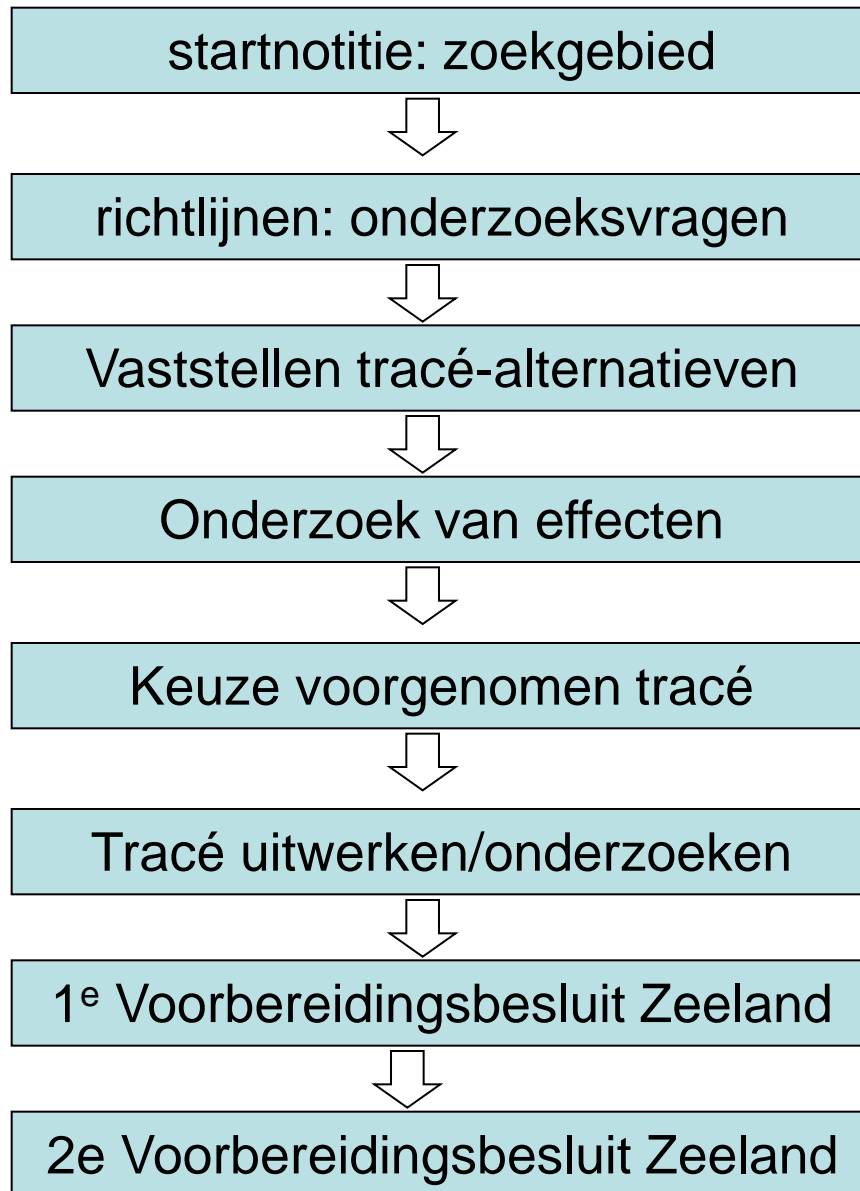 startnotitie: zoekgebied
richtlijnen: onderzoeksvragen
Vaststellen tracé-alternatieven
Onderzoek van effecten
Keuze voorgenomen tracé
Tracé uitwerken/onderzoeken
1e Voorbereidingsbesluit Zeeland
2e Voorbereidingsbesluit Zeeland